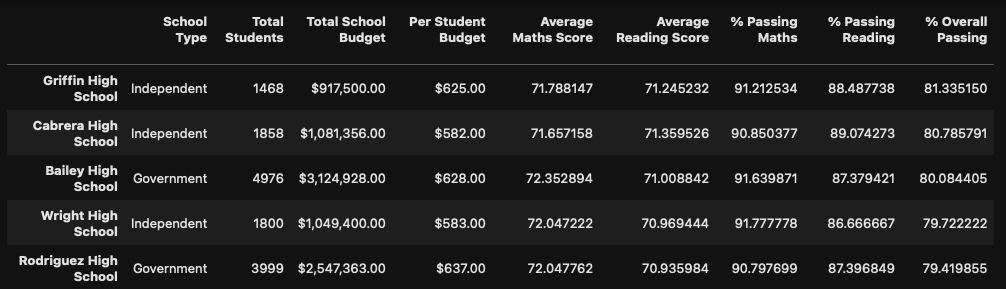 School Total Total School Per Student Average Average % Passing % Passing % Overall
Type Students Budget Budget Maths Score Reading Score Maths Reading Passing
Griffin High School Independent 1468 $917,500.00 $625.00 71.788147 71.245232 91.212534 88.487738 81.335150
Cabrera High School Independent 1858 $1,081,356.00 $582.00 71.657158 71.359526 90.850377 89.074273 80.785791
Bailey High School Government 4976 $3,124,928.00 $628.00 72.352894 71.008842 91.639871 87.379421 80.084405
Wright High School Independent 1800 $1,049,400.00 $583.00 72.047222 70.969444 91.777778 86.666667 79.722222
Rodriguez High School Government 3999 $2,547,363.00 $637.00 72.047762 70.935984 90.797699 87.396849 79.419855